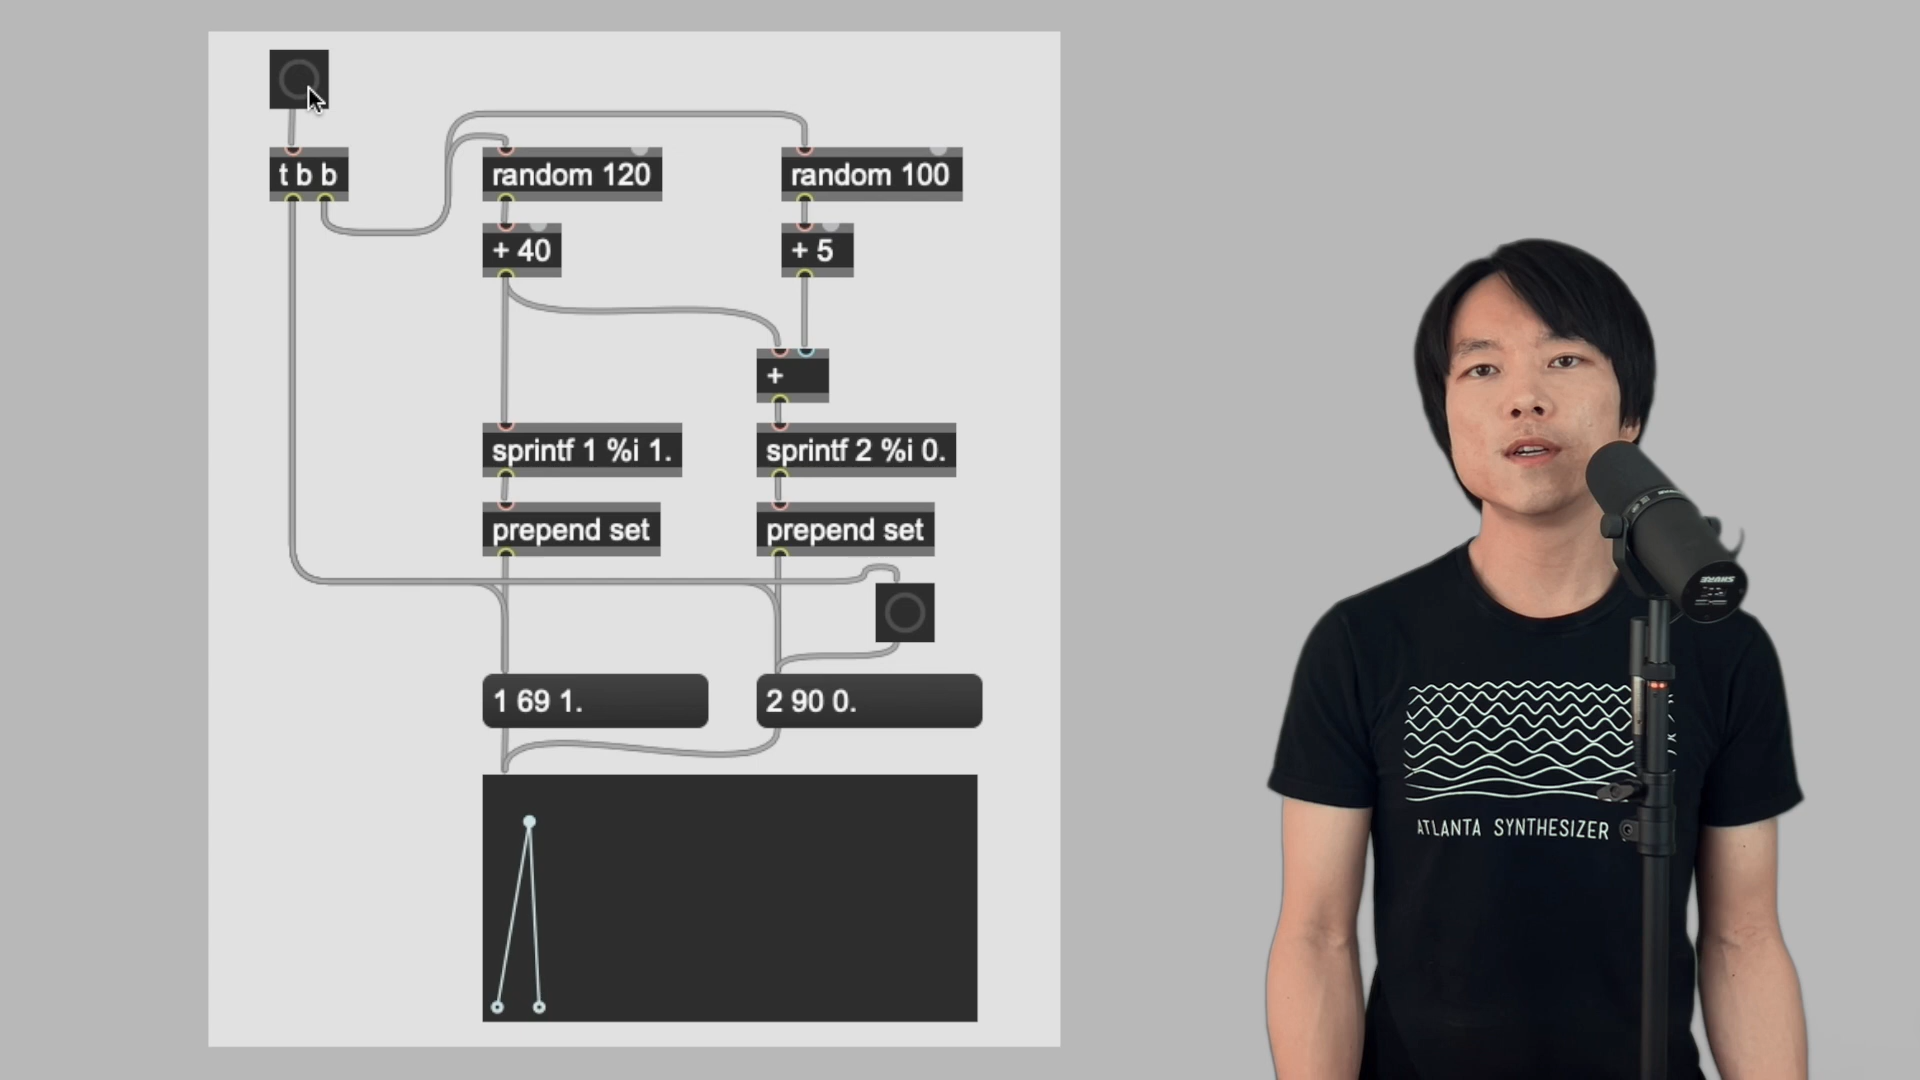 t b b
random 120
random 100
+ 40
+ 5
+
sprintf 1 %i 1.
sprintf 2 %i 0.
prepend set
prepend set
1 69 1.
2 90 0.
ATLANTA SYNTHESIZER
SHURE